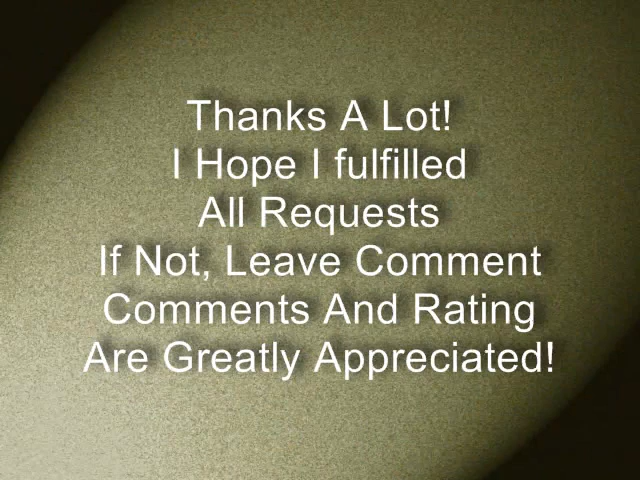 Thanks A Lot!
I Hope I fulfilled
All Requests
If Not, Leave Comment
Comments And Rating
Are Greatly Appreciated!